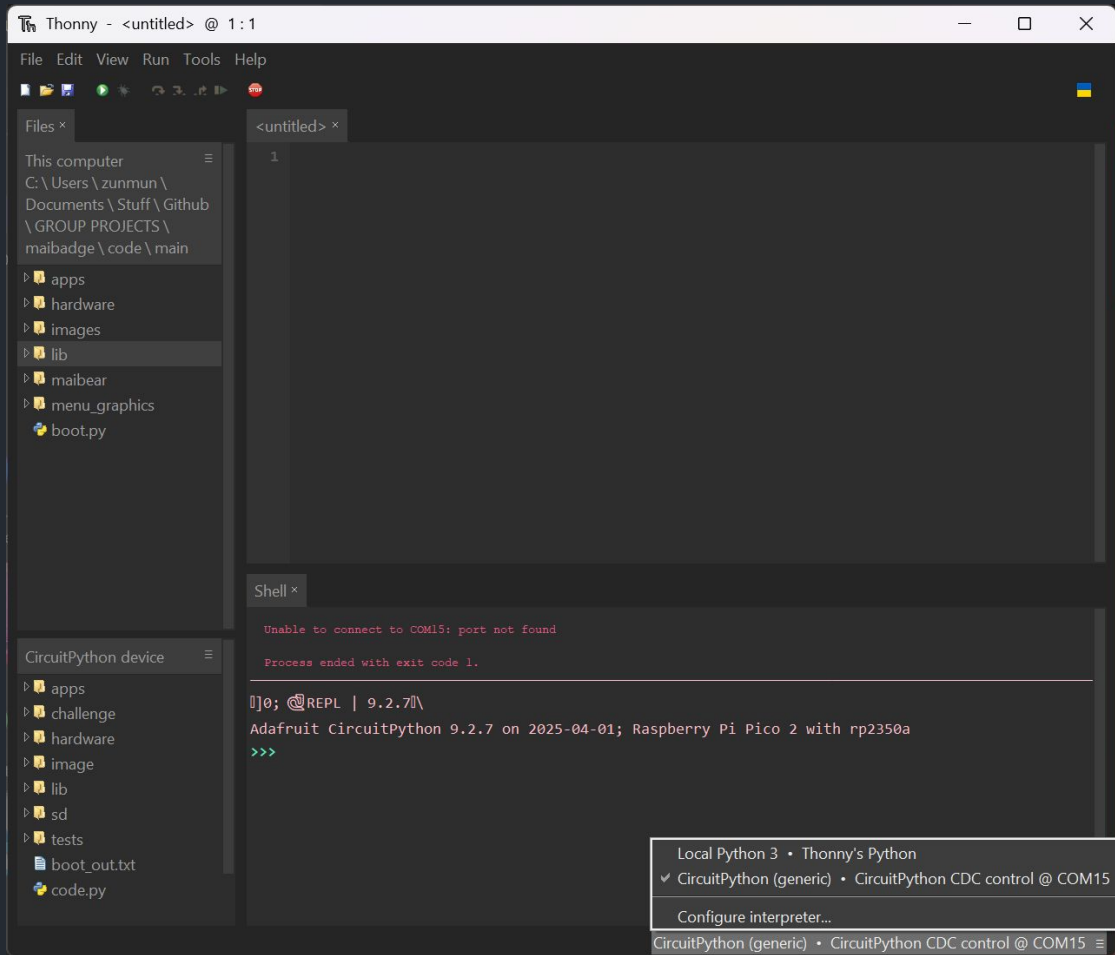 Thonny - <untitled> @ 1 : 1
File Edit View Run Tools Help
STOP
Files ×
<untitled> ×
This computer
C: \ Users \ zunmun \
Documents \ Stuff \ Github
\ GROUP PROJECTS \
maibadge \ code \ main
apps
hardware
images
lib
maibear
menu_graphics
boot.py
1
Shell ×
Unable to connect to COM15: port not found
Process ended with exit code 1.
]0; REPL | 9.2.7\
Adafruit CircuitPython 9.2.7 on 2025-04-01; Raspberry Pi Pico 2 with rp2350a
>>>
CircuitPython device
apps
challenge
hardware
image
lib
sd
tests
boot_out.txt
code.py
Local Python 3 • Thonny's Python
✓ CircuitPython (generic) • CircuitPython CDC control @ COM15
Configure interpreter...
CircuitPython (generic) • CircuitPython CDC control @ COM15 ≡